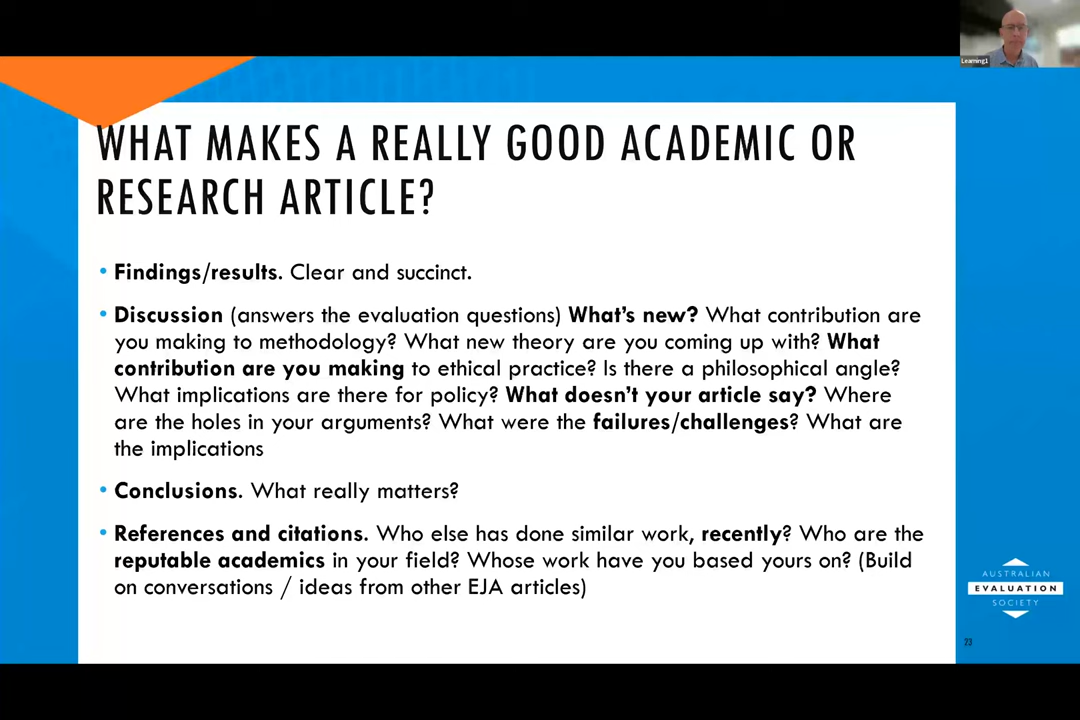 Learning1
WHAT MAKES A REALLY GOOD ACADEMIC OR
RESEARCH ARTICLE?
• Findings/results. Clear and succinct.
• Discussion (answers the evaluation questions) What's new? What contribution are
you making to methodology? What new theory are you coming up with? What
contribution are you making to ethical practice? Is there a philosophical angle?
What implications are there for policy? What doesn't your article say? Where
are the holes in your arguments? What were the failures/challenges? What are
the implications
• Conclusions. What really matters?
• References and citations. Who else has done similar work, recently? Who are the
reputable academics in your field? Whose work have you based yours on? (Build
on conversations / ideas from other EJA articles)
AUSTRALIAN
EVALUATION
SOCIETY
23